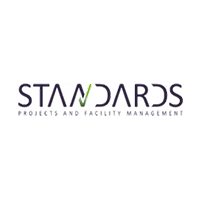 STANDARDS
PROJECTS AND FACILITY MANAGEMENT